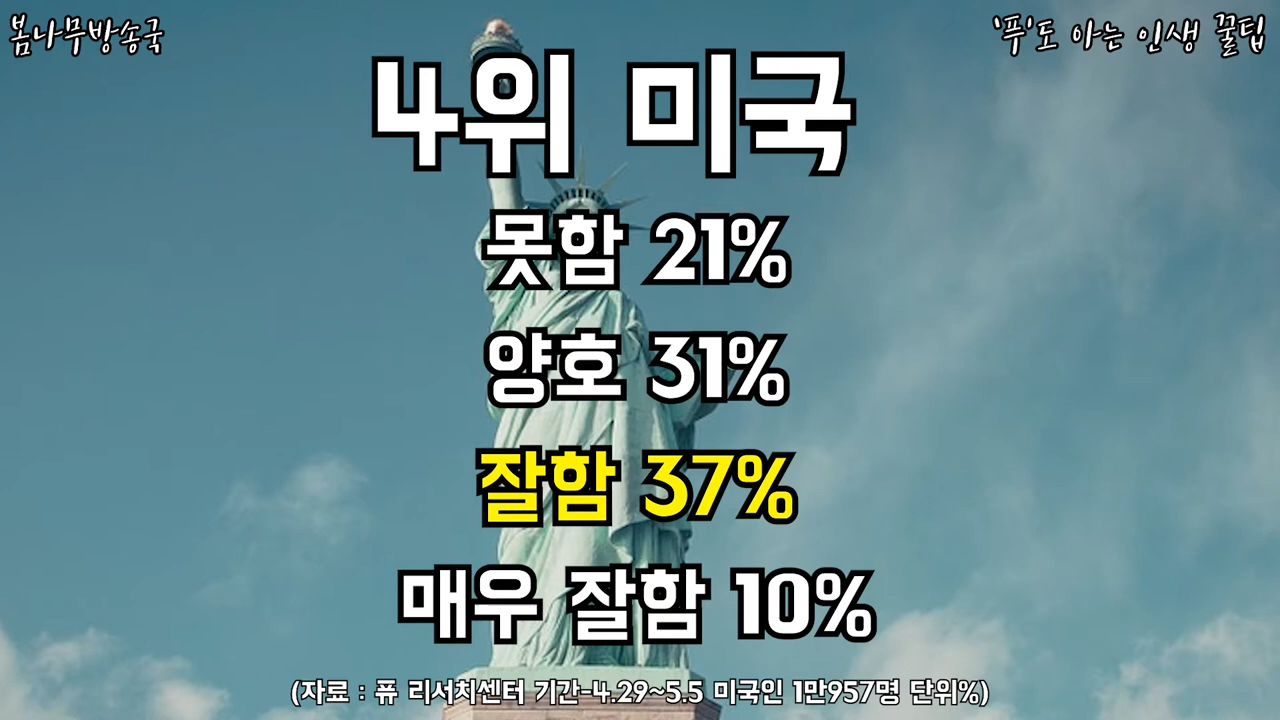 봄나무방송국
'푸'도 아는 인생 꿀팁
4위 미국
못함 21%
양호 31%
잘함 37%
매우 잘함 10%
(자료 : 퓨 리서치센터 기간-4.29~5.5 미국인 1만957명 단위%)